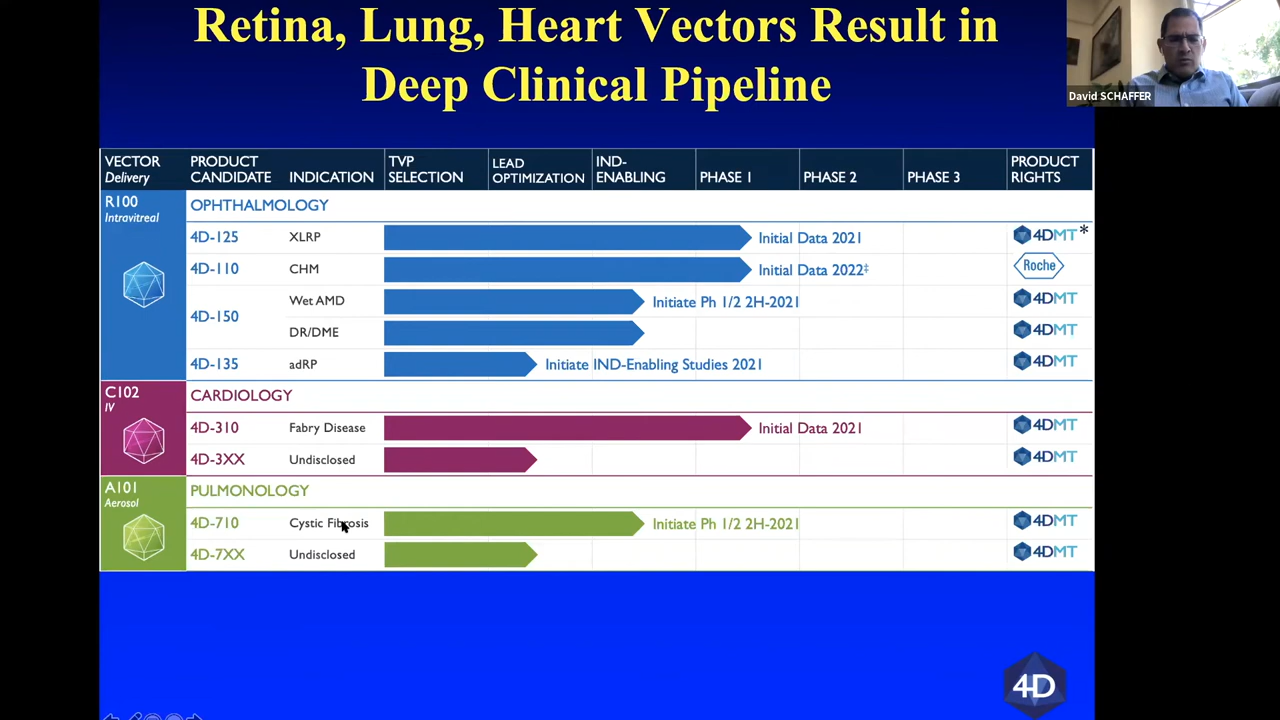 Retina, Lung, Heart Vectors Result in
Deep Clinical Pipeline
David SCHAFFER
VECTOR Delivery PRODUCT CANDIDATE INDICATION TVP SELECTION LEAD OPTIMIZATION IND-ENABLING PHASE 1 PHASE 2 PHASE 3 PRODUCT RIGHTS
R100 Intravitreal OPHTHALMOLOGY
4D-125 XLRP Initial Data 2021 4DMT*
4D-110 CHM Initial Data 2022‡ Roche
4D-150 Wet AMD Initiate Ph 1/2 2H-2021 4DMT
DR/DME 4DMT
4D-135 adRP Initiate IND-Enabling Studies 2021 4DMT
C102 IV CARDIOLOGY
4D-310 Fabry Disease Initial Data 2021 4DMT
4D-3XX Undisclosed 4DMT
A101 Aerosol PULMONOLOGY
4D-710 Cystic Fibrosis Initiate Ph 1/2 2H-2021 4DMT
4D-7XX Undisclosed 4DMT
4D